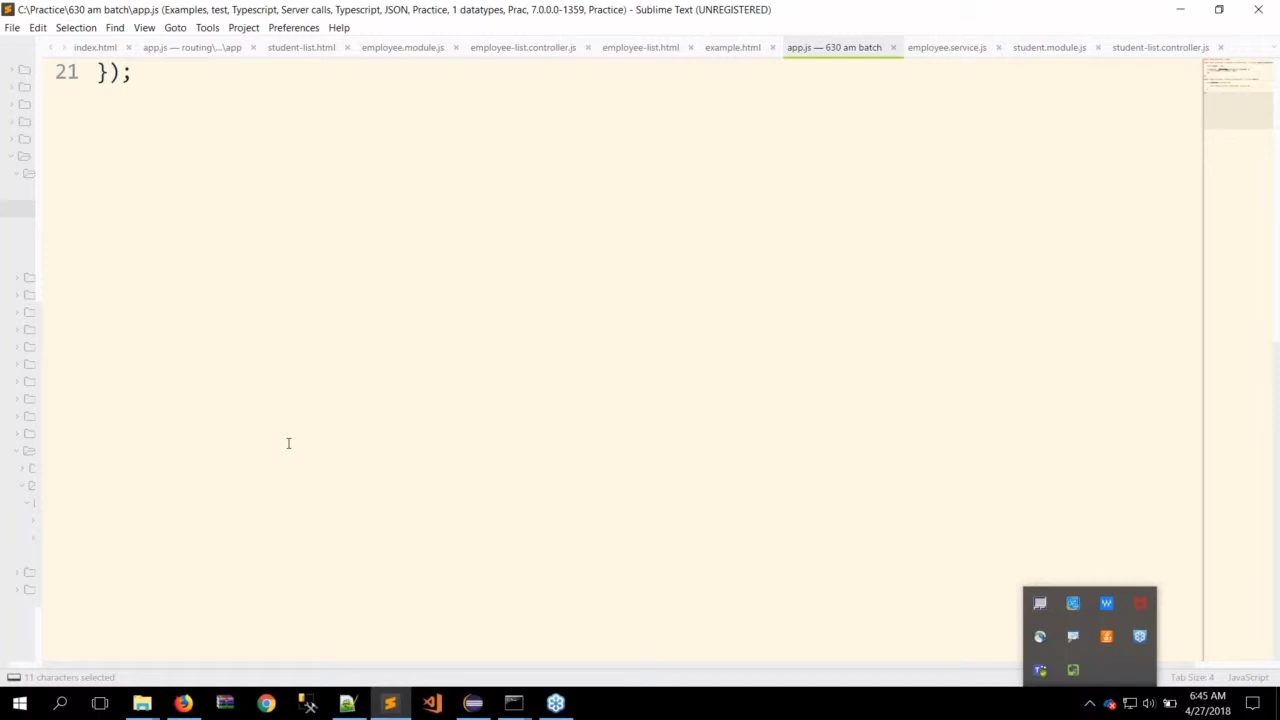 C:\Practice\630 am batch\app.js (Examples, test, Typescript, Server calls, Typescript, JSON, Practice, 1 datatypes, Prac, 7.0.0.0-1359, Practice) - Sublime Text (UNREGISTERED)
File Edit Selection Find View Goto Tools Project Preferences Help
index.html × app.js — routing\...\app × student-list.html × employee.module.js × employee-list.controller.js × employee-list.html × example.html × app.js — 630 am batch × employee.service.js × student.module.js × student-list.controller.js ×
21 });
11 characters selected Tab Size: 4 JavaScript
6:45 AM
4/27/2018